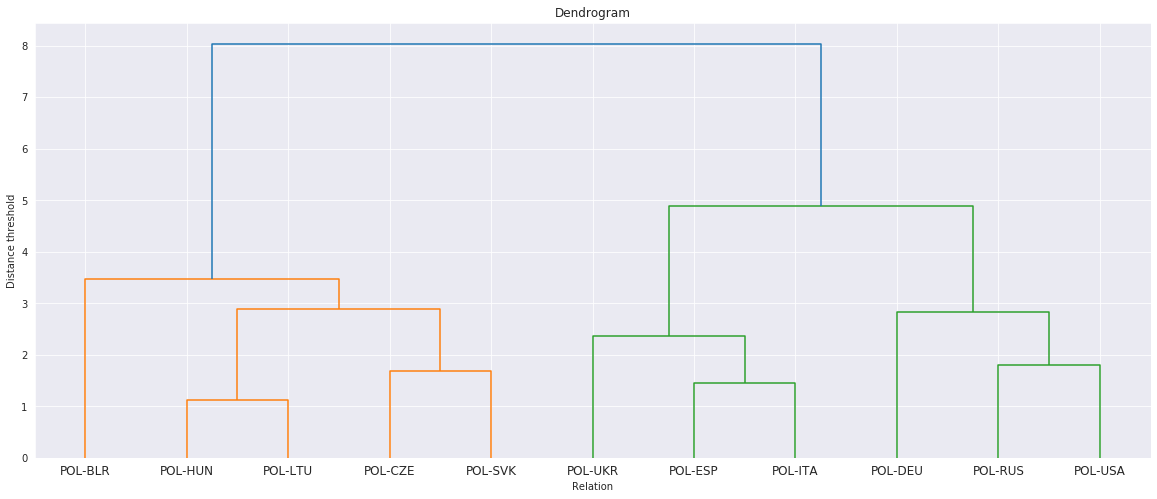 Dendrogram
8
7
6
5
4
3
2
1
0
Distance threshold
POL-BLR POL-HUN POL-LTU POL-CZE POL-SVK POL-UKR POL-ESP POL-ITA POL-DEU POL-RUS POL-USA
Relation